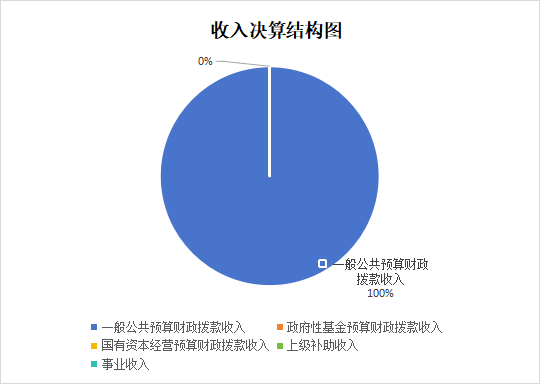 收入决算结构图
0%
一般公共预算财政
拨款收入
100%
一般公共预算财政拨款收入
政府性基金预算财政拨款收入
国有资本经营预算财政拨款收入
上级补助收入
事业收入